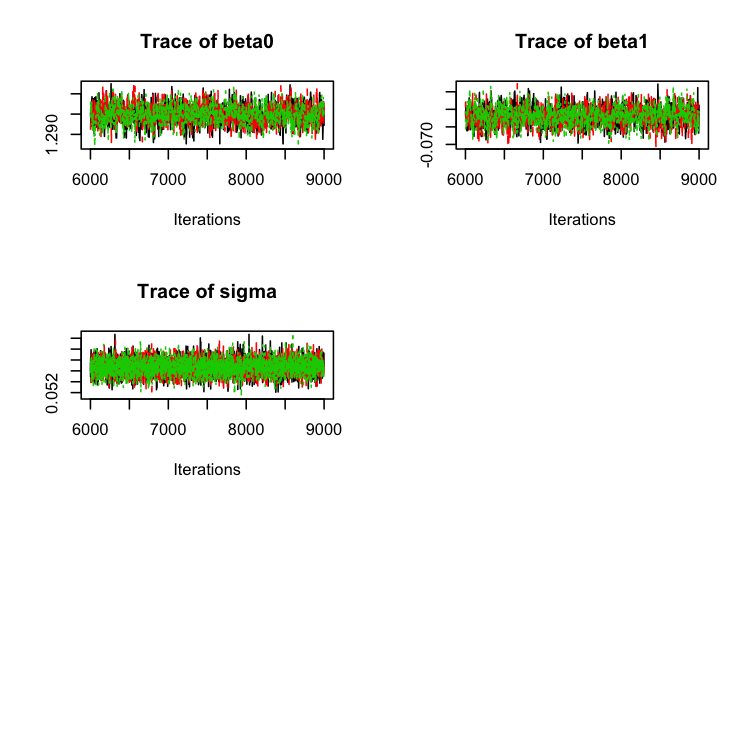 Trace of beta0
1.290
6000 7000 8000 9000
Iterations
Trace of beta1
-0.070
6000 7000 8000 9000
Iterations
Trace of sigma
0.052
6000 7000 8000 9000
Iterations